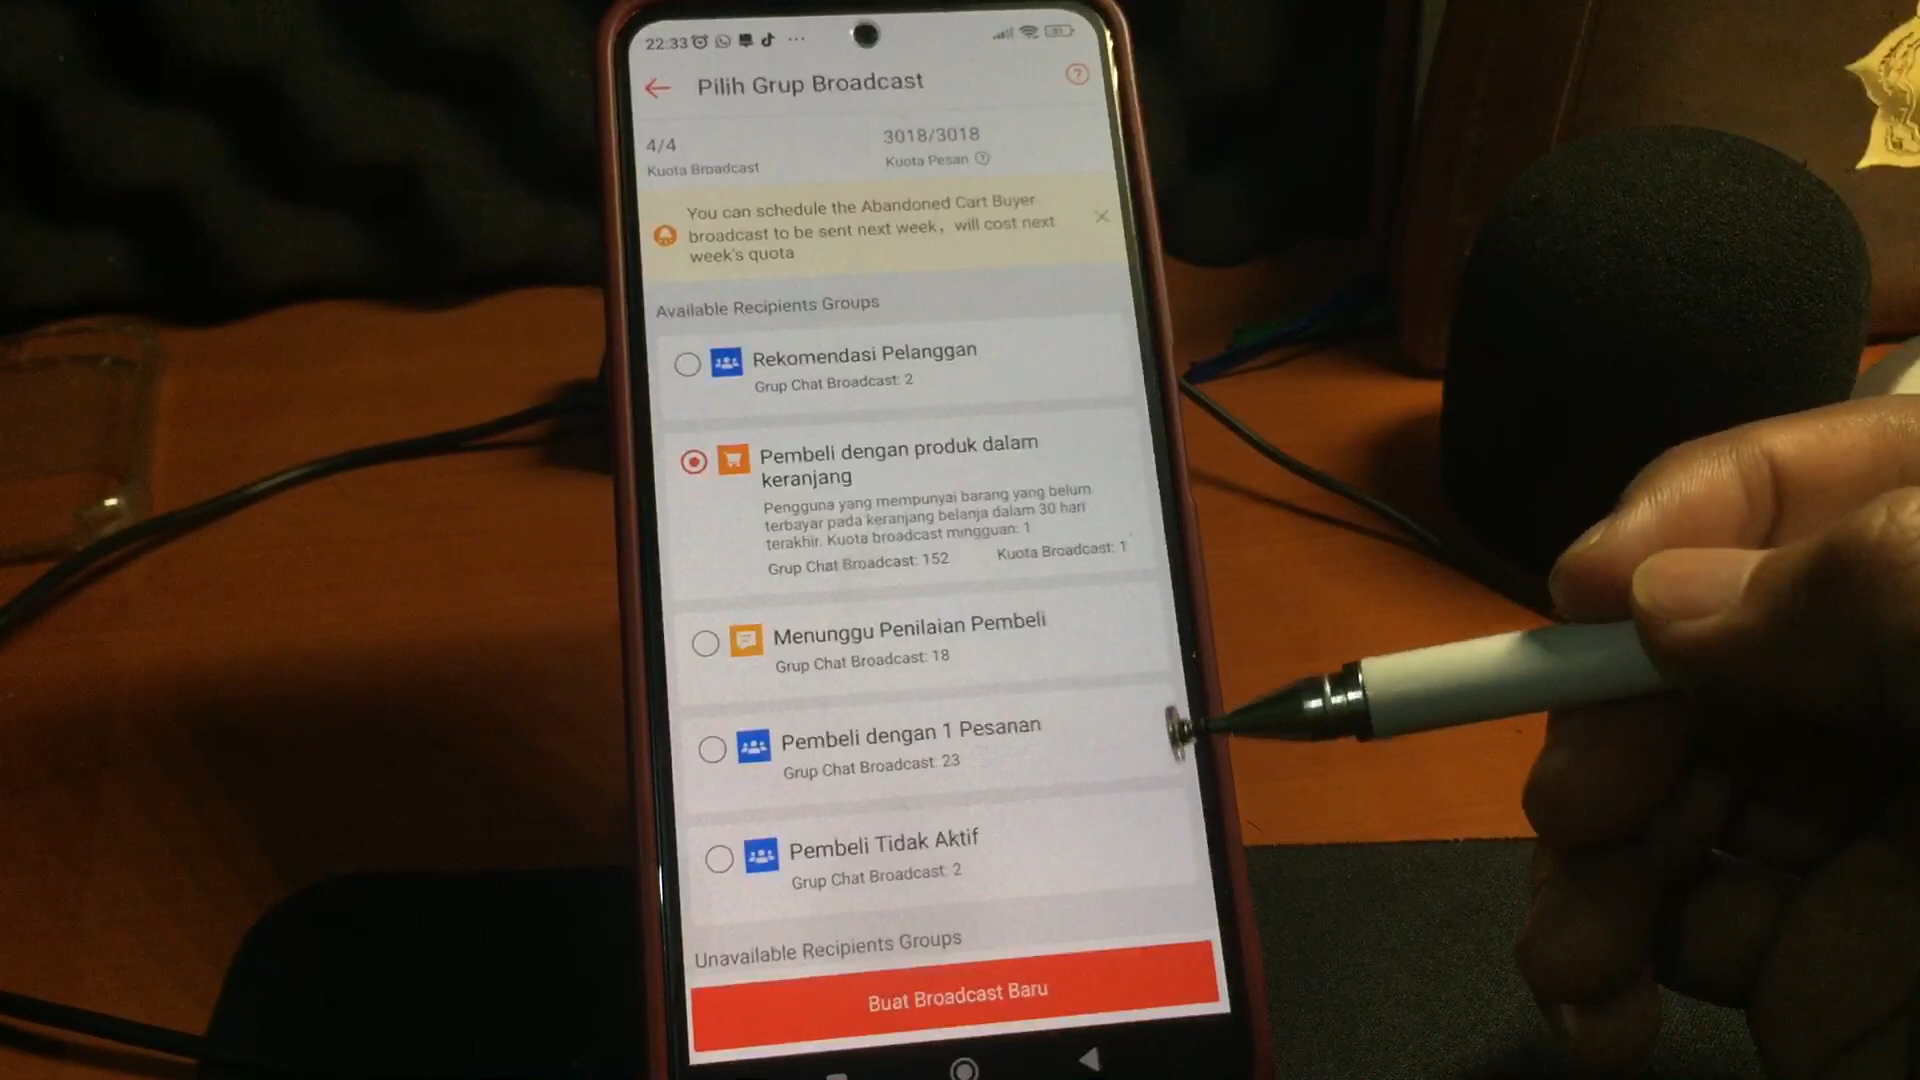 22:33
Pilih Grup Broadcast
4/4
3018/3018
Kuota Broadcast
Kuota Pesan
You can schedule the Abandoned Cart Buyer
broadcast to be sent next week, will cost next
week's quota
Available Recipients Groups
Rekomendasi Pelanggan
Grup Chat Broadcast: 2
Pembeli dengan produk dalam
keranjang
Pengguna yang mempunyai barang yang belum
terbayar pada keranjang belanja dalam 30 hari
terakhir. Kuota broadcast mingguan: 1
Grup Chat Broadcast: 152
Kuota Broadcast: 1
Menunggu Penilaian Pembeli
Grup Chat Broadcast: 18
Pembeli dengan 1 Pesanan
Grup Chat Broadcast: 23
Pembeli Tidak Aktif
Grup Chat Broadcast: 2
Unavailable Recipients Groups
Buat Broadcast Baru